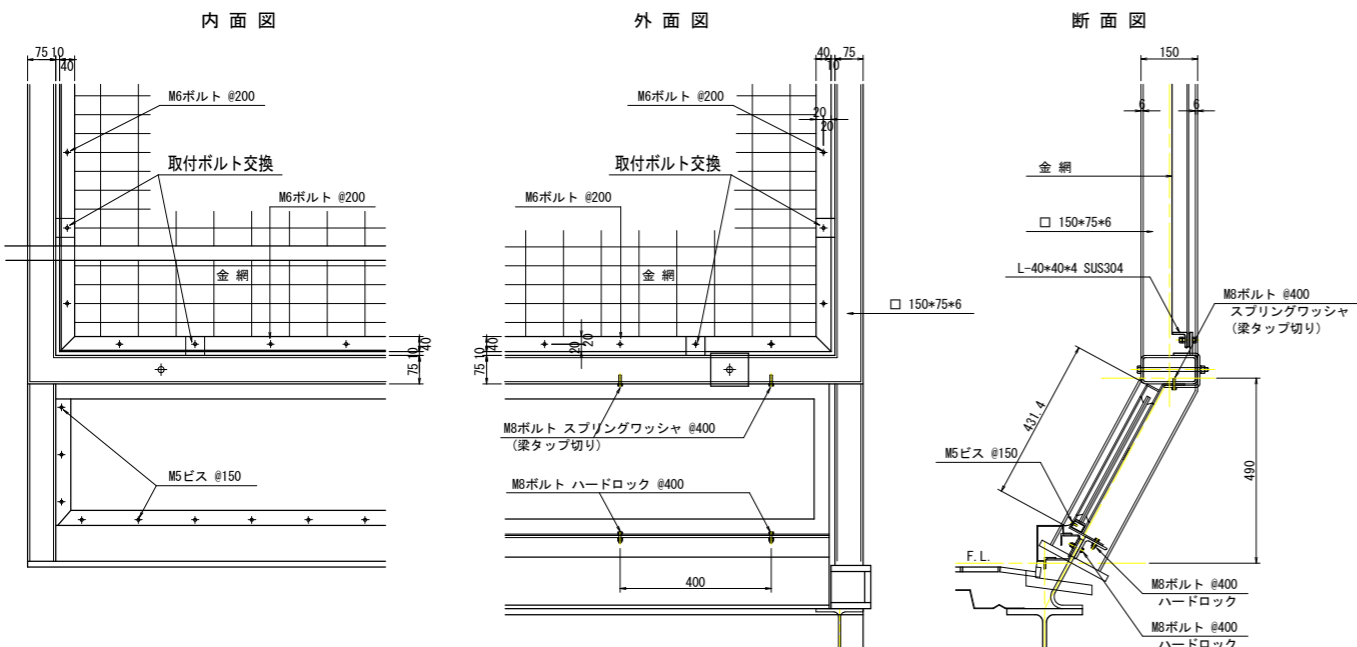 内面図
75 10
40
M6ボルト @200
取付ボルト交換
M6ボルト @200
金網
40
10
75
M5ビス @150
外面図
40 75
10
M6ボルト @200
20
20
取付ボルト交換
M6ボルト @200
金網
□ 150*75*6
40
10
75
20
20
M8ボルト スプリングワッシャ @400
(梁タップ切り)
M8ボルト ハードロック @400
400
断面図
150
6
6
金網
□ 150*75*6
L-40*40*4 SUS304
M8ボルト @400
スプリングワッシャ
(梁タップ切り)
431.4
M5ビス @150
490
F.L.
M8ボルト @400
ハードロック
M8ボルト @400
ハードロック